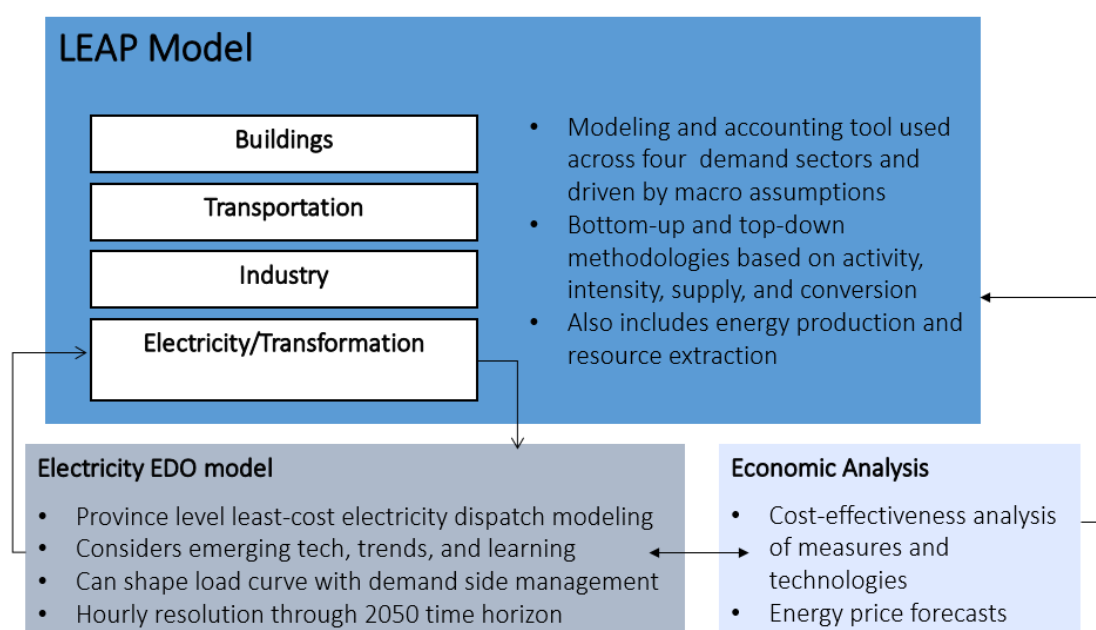 LEAP Model
Buildings
Transportation
Industry
Electricity/Transformation
• Modeling and accounting tool used
across four demand sectors and
driven by macro assumptions
• Bottom-up and top-down
methodologies based on activity,
intensity, supply, and conversion
• Also includes energy production and
resource extraction
Electricity EDO model
• Province level least-cost electricity dispatch modeling
• Considers emerging tech, trends, and learning
• Can shape load curve with demand side management
• Hourly resolution through 2050 time horizon
Economic Analysis
• Cost-effectiveness analysis
of measures and
technologies
• Energy price forecasts